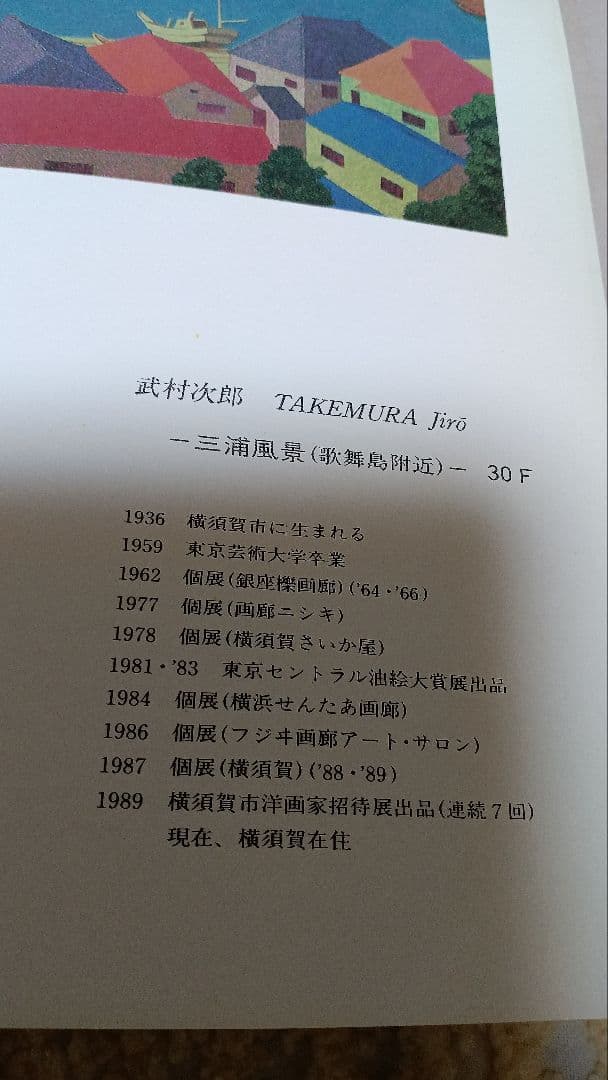 武村次郎 TAKEMURA Jirō
−三浦風景(歌舞島附近)− 30F
1936 横須賀市に生まれる
1959 東京芸術大学卒業
1962 個展(銀座櫟画廊)('64・'66)
1977 個展(画廊ニシキ)
1978 個展(横須賀さいか屋)
1981・'83 東京セントラル油絵大賞展出品
1984 個展(横浜せんたあ画廊)
1986 個展(フジヰ画廊アート・サロン)
1987 個展(横須賀)('88・'89)
1989 横須賀市洋画家招待展出品(連続7回)
現在、横須賀在住